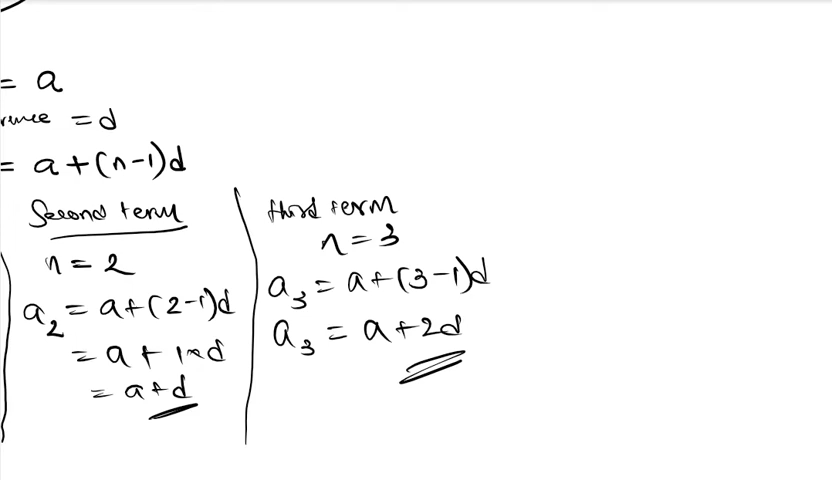 = a
= d
= a + (n-1)d
Second term
n = 2
a₂ = a+(2-1)d
= a + 1×d
= a+d
third term
n = 3
a₃ = a+(3-1)d
a₃ = a+2d